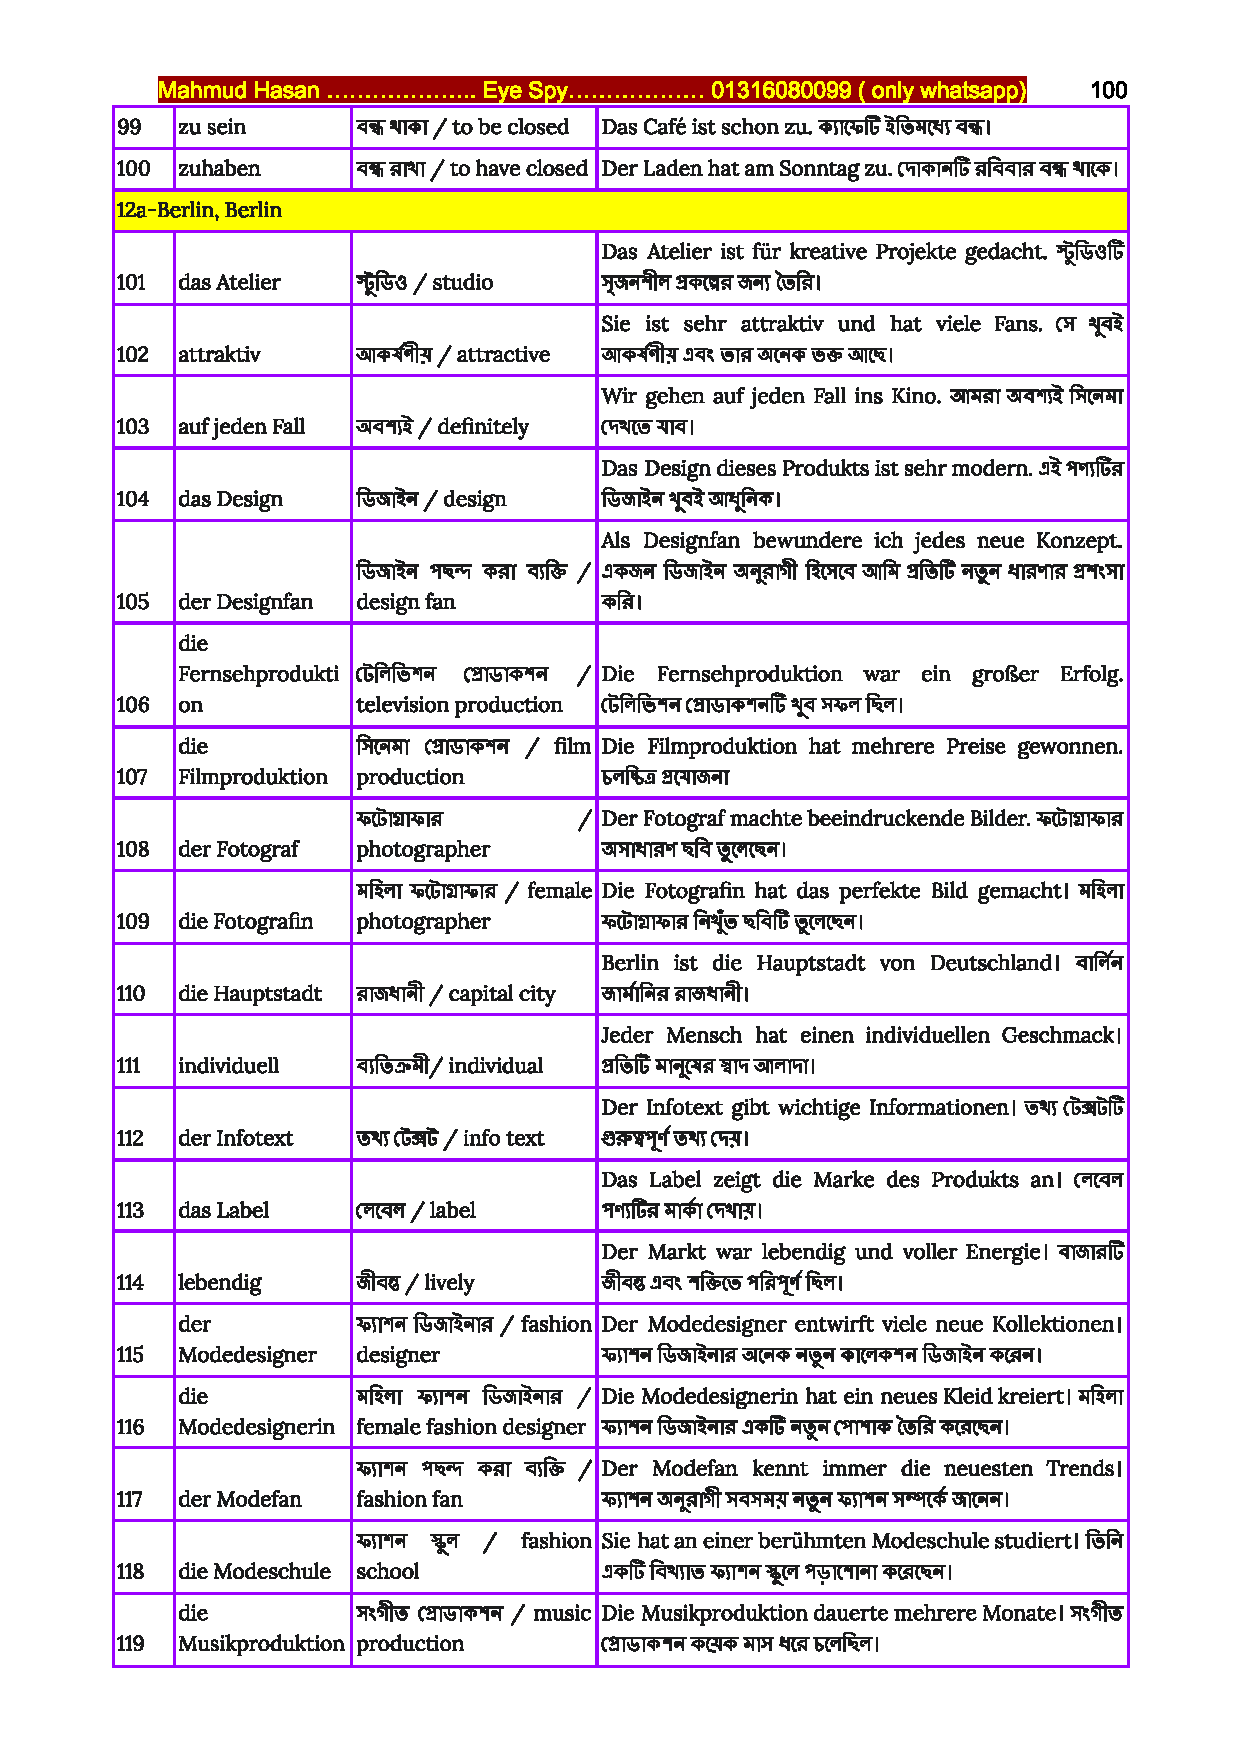 Mahmud Hasan ……………….. Eye Spy……………… 01316080099 ( only whatsapp) 100
99 zu sein বন্ধ থাকা / to be closed Das Café ist schon zu. ক্যাফেটি ইতিমধ্যে বন্ধ।
100 zuhaben বন্ধ রাখা / to have closed Der Laden hat am Sonntag zu. দোকানটি রবিবার বন্ধ থাকে।
12a-Berlin, Berlin
Das Atelier ist für kreative Projekte gedacht. স্টুডিওটি
101 das Atelier স্টুডিও / studio সৃজনশীল প্রকল্পের জন্য তৈরি।
Sie ist sehr attraktiv und hat viele Fans. সে খুবই
102 attraktiv আকর্ষণীয় / attractive আকর্ষণীয় এবং তার অনেক ভক্ত আছে।
Wir gehen auf jeden Fall ins Kino. আমরা অবশ্যই সিনেমা
103 auf jeden Fall অবশ্যই / definitely দেখতে যাব।
Das Design dieses Produkts ist sehr modern. এই পণ্যটির
104 das Design ডিজাইন / design ডিজাইন খুবই আধুনিক।
Als Designfan bewundere ich jedes neue Konzept.
ডিজাইন পছন্দ করা ব্যক্তি / একজন ডিজাইন অনুরাগী হিসেবে আমি প্রতিটি নতুন ধারণার প্রশংসা
105 der Designfan design fan করি।
die
Fernsehprodukti টেলিভিশন প্রোডাকশন / Die Fernsehproduktion war ein großer Erfolg.
106 on television production টেলিভিশন প্রোডাকশনটি খুব সফল ছিল।
die সিনেমা প্রোডাকশন / film Die Filmproduktion hat mehrere Preise gewonnen.
107 Filmproduktion production চলচ্চিত্র প্রযোজনা
ফটোগ্রাফার / Der Fotograf machte beeindruckende Bilder. ফটোগ্রাফার
108 der Fotograf photographer অসাধারণ ছবি তুলেছেন।
মহিলা ফটোগ্রাফার / female Die Fotografin hat das perfekte Bild gemacht। মহিলা
109 die Fotografin photographer ফটোগ্রাফার নিখুঁত ছবিটি তুলেছেন।
Berlin ist die Hauptstadt von Deutschland। বার্লিন
110 die Hauptstadt রাজধানী / capital city জার্মানির রাজধানী।
Jeder Mensch hat einen individuellen Geschmack।
111 individuell ব্যতিক্রমী/ individual প্রতিটি মানুষের স্বাদ আলাদা।
Der Infotext gibt wichtige Informationen। তথ্য টেক্সটটি
112 der Infotext তথ্য টেক্সট / info text গুরুত্বপূর্ণ তথ্য দেয়।
Das Label zeigt die Marke des Produkts an। লেবেল
113 das Label লেবেল / label পণ্যটির মার্কা দেখায়।
Der Markt war lebendig und voller Energie। বাজারটি
114 lebendig জীবন্ত / lively জীবন্ত এবং শক্তিতে পরিপূর্ণ ছিল।
der ফ্যাশন ডিজাইনার / fashion Der Modedesigner entwirft viele neue Kollektionen।
115 Modedesigner designer ফ্যাশন ডিজাইনার অনেক নতুন কালেকশন ডিজাইন করেন।
die মহিলা ফ্যাশন ডিজাইনার / Die Modedesignerin hat ein neues Kleid kreiert। মহিলা
116 Modedesignerin female fashion designer ফ্যাশন ডিজাইনার একটি নতুন পোশাক তৈরি করেছেন।
ফ্যাশন পছন্দ করা ব্যক্তি / Der Modefan kennt immer die neuesten Trends।
117 der Modefan fashion fan ফ্যাশন অনুরাগী সবসময় নতুন ফ্যাশন সম্পর্কে জানেন।
ফ্যাশন স্কুল / fashion Sie hat an einer berühmten Modeschule studiert। তিনি
118 die Modeschule school একটি বিখ্যাত ফ্যাশন স্কুলে পড়াশোনা করেছেন।
die সংগীত প্রোডাকশন / music Die Musikproduktion dauerte mehrere Monate। সংগীত
119 Musikproduktion production প্রোডাকশন কয়েক মাস ধরে চলেছিল।